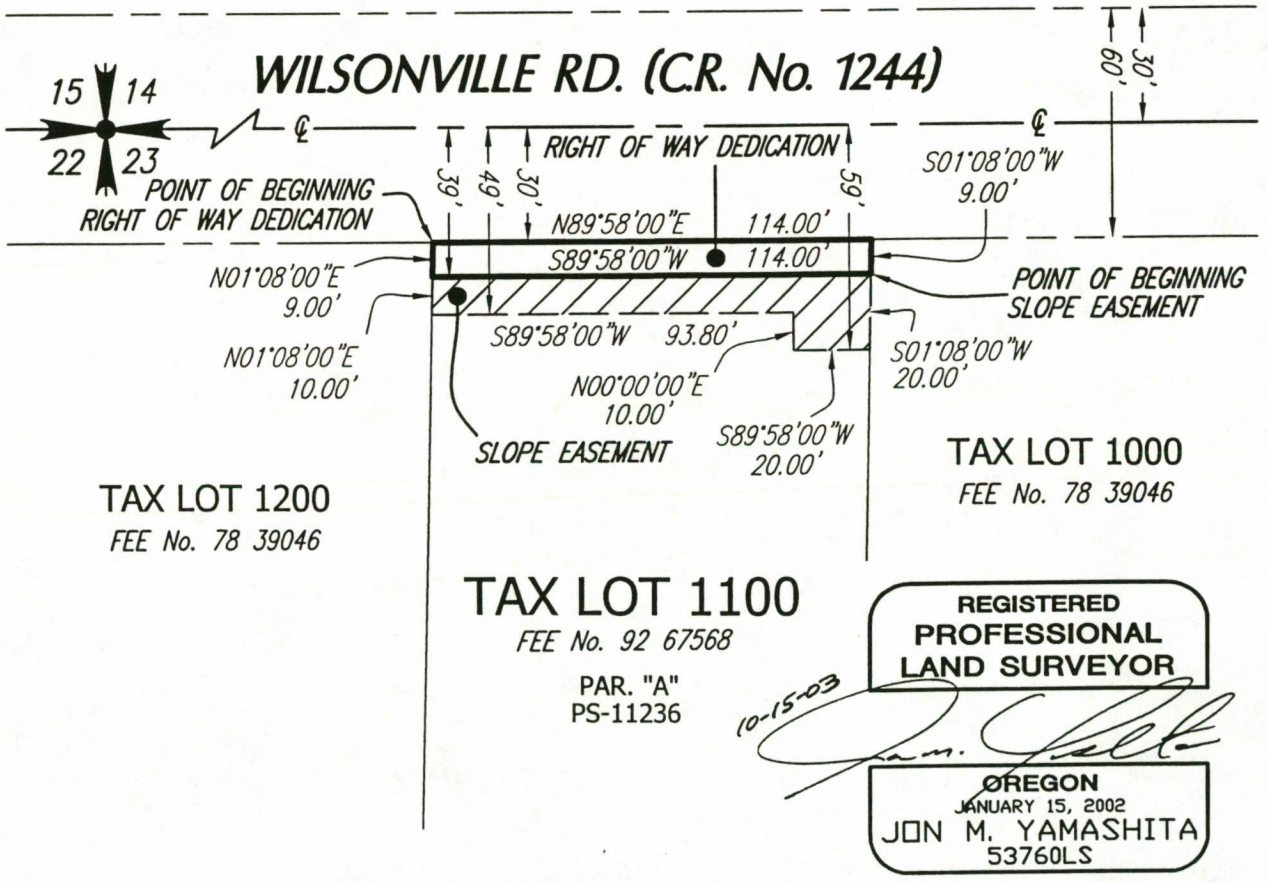 WILSONVILLE RD. (C.R. No. 1244)
15 14
22 23
℄
℄
60'
30'
39'
49'
30'
59'
RIGHT OF WAY DEDICATION
S01°08'00"W
9.00'
POINT OF BEGINNING
RIGHT OF WAY DEDICATION
N89°58'00"E 114.00'
S89°58'00"W 114.00'
N01°08'00"E
9.00'
POINT OF BEGINNING
SLOPE EASEMENT
N01°08'00"E
10.00'
S89°58'00"W 93.80'
N00°00'00"E
10.00'
S89°58'00"W
20.00'
S01°08'00"W
20.00'
SLOPE EASEMENT
TAX LOT 1200
FEE No. 78 39046
TAX LOT 1000
FEE No. 78 39046
TAX LOT 1100
FEE No. 92 67568
PAR. "A"
PS-11236
REGISTERED
PROFESSIONAL
LAND SURVEYOR
10-15-03
OREGON
JANUARY 15, 2002
JON M. YAMASHITA
53760LS